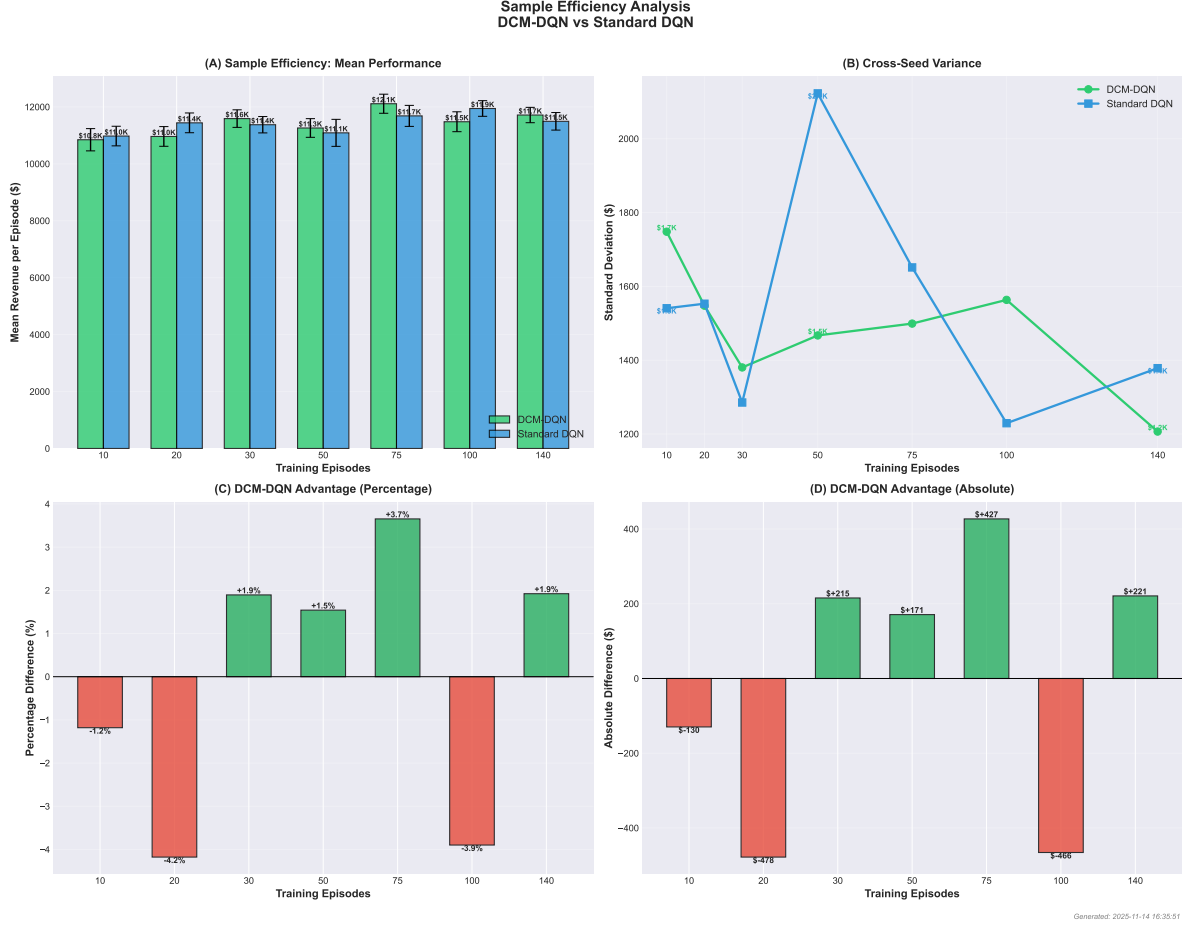 Sample Efficiency Analysis
DCM-DQN vs Standard DQN
(A) Sample Efficiency: Mean Performance
Mean Revenue per Episode ($)
12000
10000
8000
6000
4000
2000
0
$10.8K $11.0K $11.0K $11.4K $11.6K $11.4K $11.3K $11.1K $12.1K $11.7K $11.5K $11.9K $11.7K $11.5K
DCM-DQN
Standard DQN
10 20 30 50 75 100 140
Training Episodes
(B) Cross-Seed Variance
Standard Deviation ($)
2000
1800
1600
1400
1200
DCM-DQN
Standard DQN
$1.5K
10 20 30 50 75 100 140
Training Episodes
(C) DCM-DQN Advantage (Percentage)
Percentage Difference (%)
4
3
2
1
0
−1
−2
−3
−4
-1.2% -4.2% +1.9% +1.5% +3.7% -3.9% +1.9%
10 20 30 50 75 100 140
Training Episodes
(D) DCM-DQN Advantage (Absolute)
Absolute Difference ($)
400
200
0
−200
−400
$-130 $-478 $+215 $+171 $+427 $-466 $+221
10 20 30 50 75 100 140
Training Episodes
Generated: 2025-11-14 16:35:51